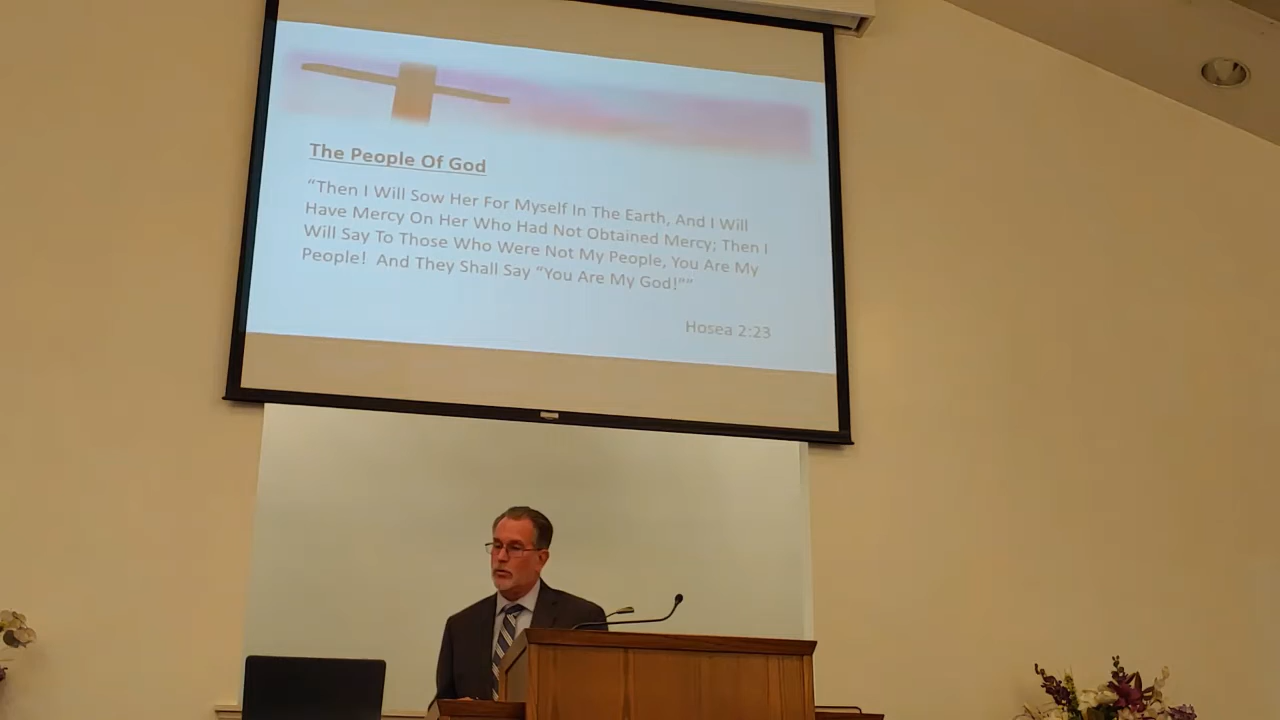 The People Of God
“Then I Will Sow Her For Myself In The Earth, And I Will
Have Mercy On Her Who Had Not Obtained Mercy; Then I
Will Say To Those Who Were Not My People, You Are My
People!  And They Shall Say “You Are My God!””
Hosea 2:23